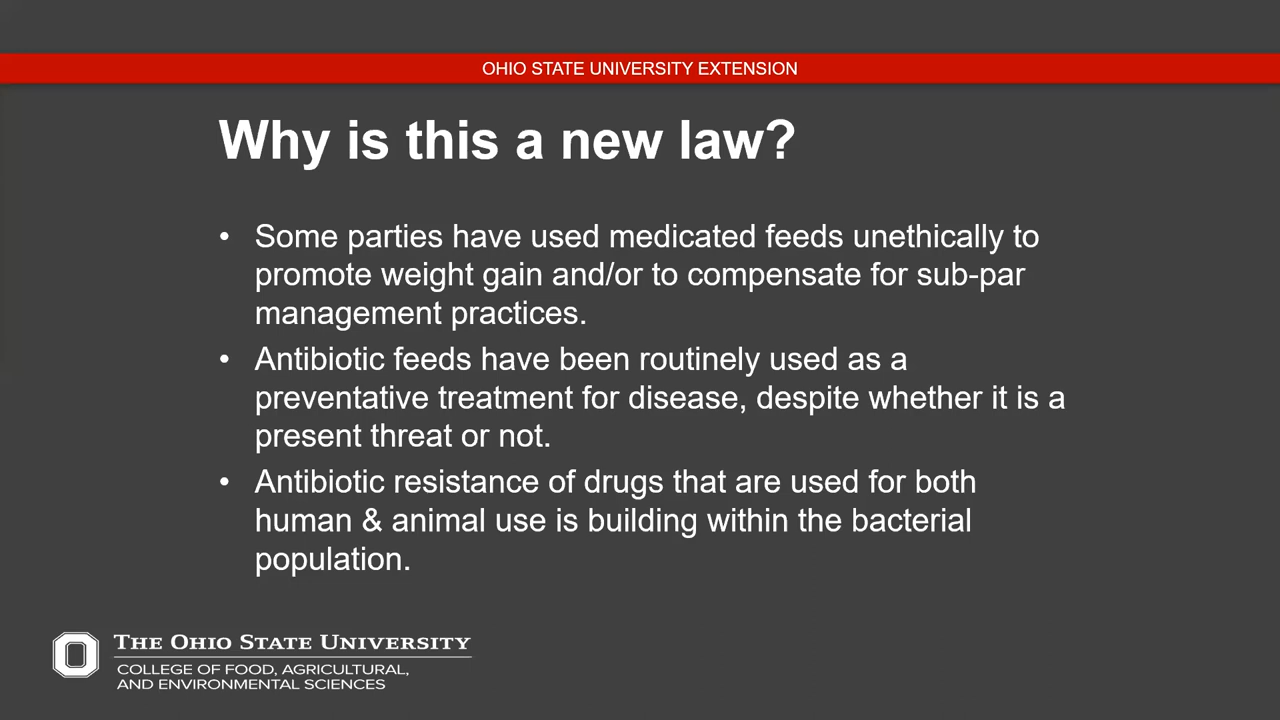 OHIO STATE UNIVERSITY EXTENSION
Why is this a new law?
• Some parties have used medicated feeds unethically to
promote weight gain and/or to compensate for sub-par
management practices.
• Antibiotic feeds have been routinely used as a
preventative treatment for disease, despite whether it is a
present threat or not.
• Antibiotic resistance of drugs that are used for both
human & animal use is building within the bacterial
population.
THE OHIO STATE UNIVERSITY
COLLEGE OF FOOD, AGRICULTURAL,
AND ENVIRONMENTAL SCIENCES